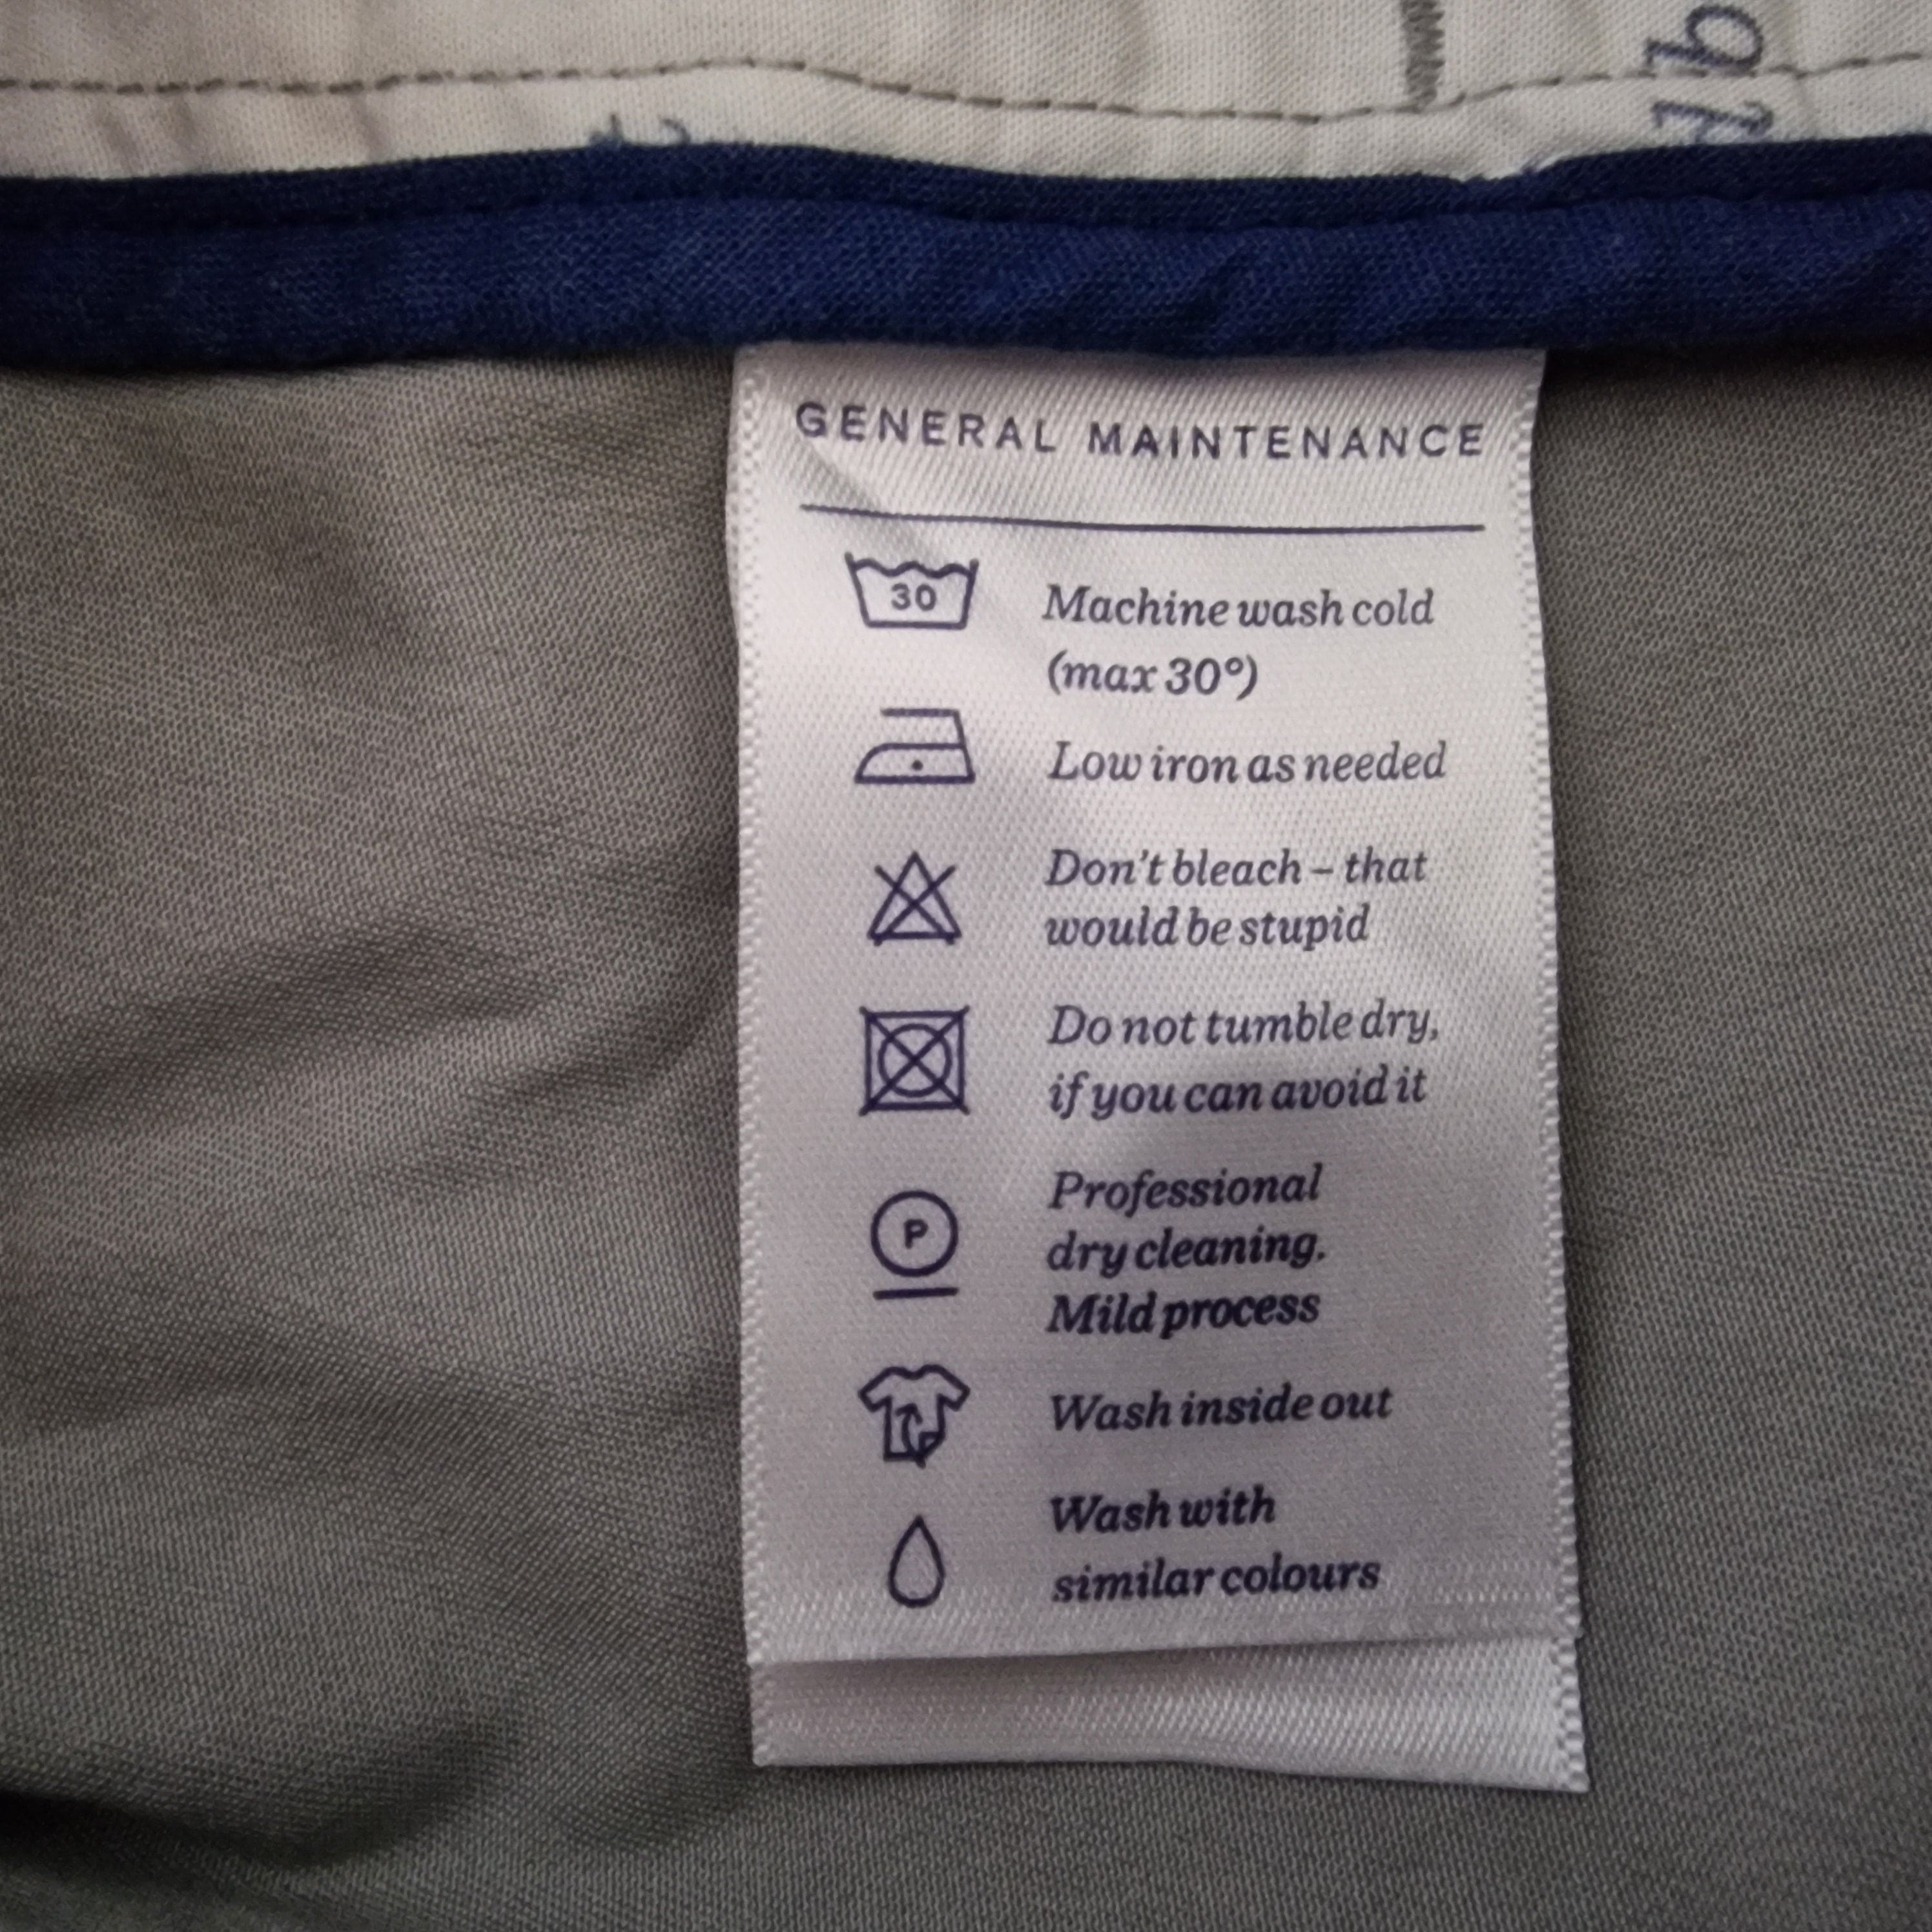 GENERAL MAINTENANCE
30
Machine wash cold
(max 30°)
Low iron as needed
Don't bleach – that
would be stupid
Do not tumble dry,
if you can avoid it
P
Professional
dry cleaning.
Mild process
Wash inside out
Wash with
similar colours